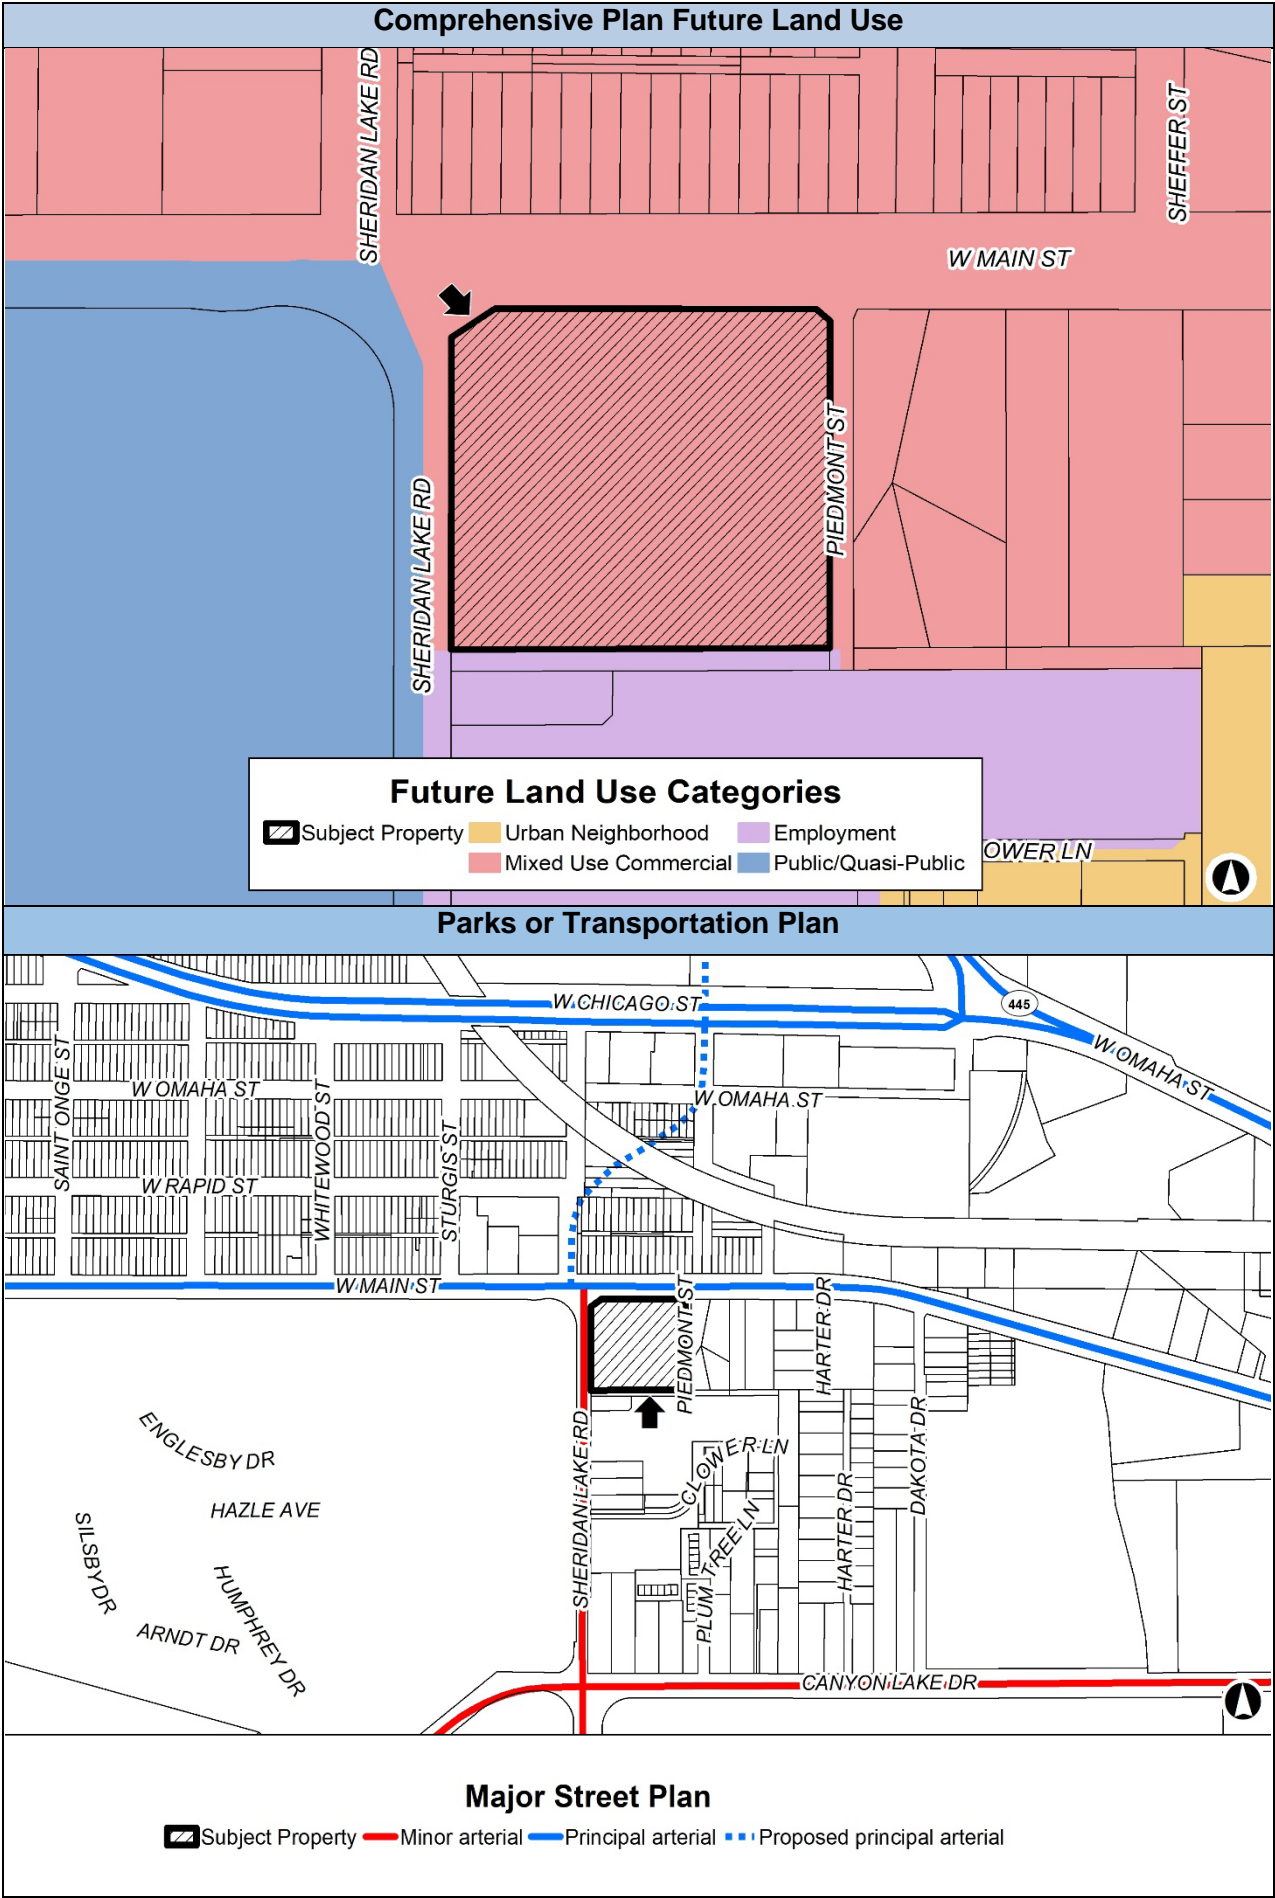 Comprehensive Plan Future Land Use
SHERIDAN LAKE RD
SHEFFER ST
W MAIN ST
PIEDMONT ST
SHERIDAN LAKE RD
Future Land Use Categories
Subject Property
Urban Neighborhood
Employment
Mixed Use Commercial
Public/Quasi-Public
OWER LN
Parks or Transportation Plan
W CHICAGO ST
445
W OMAHA ST
SAINT ONGE ST
W OMAHA ST
WHITEWOOD ST
W OMAHA ST
STURGIS ST
W RAPID ST
W MAIN ST
PIEDMONT ST
HARTER DR
SHERIDAN LAKE RD
DAKOTA DR
ENGLESBY DR
CLOWER LN
HAZLE AVE
HARTER DR
SILSBY DR
PLUM TREE LN
HUMPHREY DR
ARNDT DR
CANYON LAKE DR
Major Street Plan
Subject Property
Minor arterial
Principal arterial
Proposed principal arterial